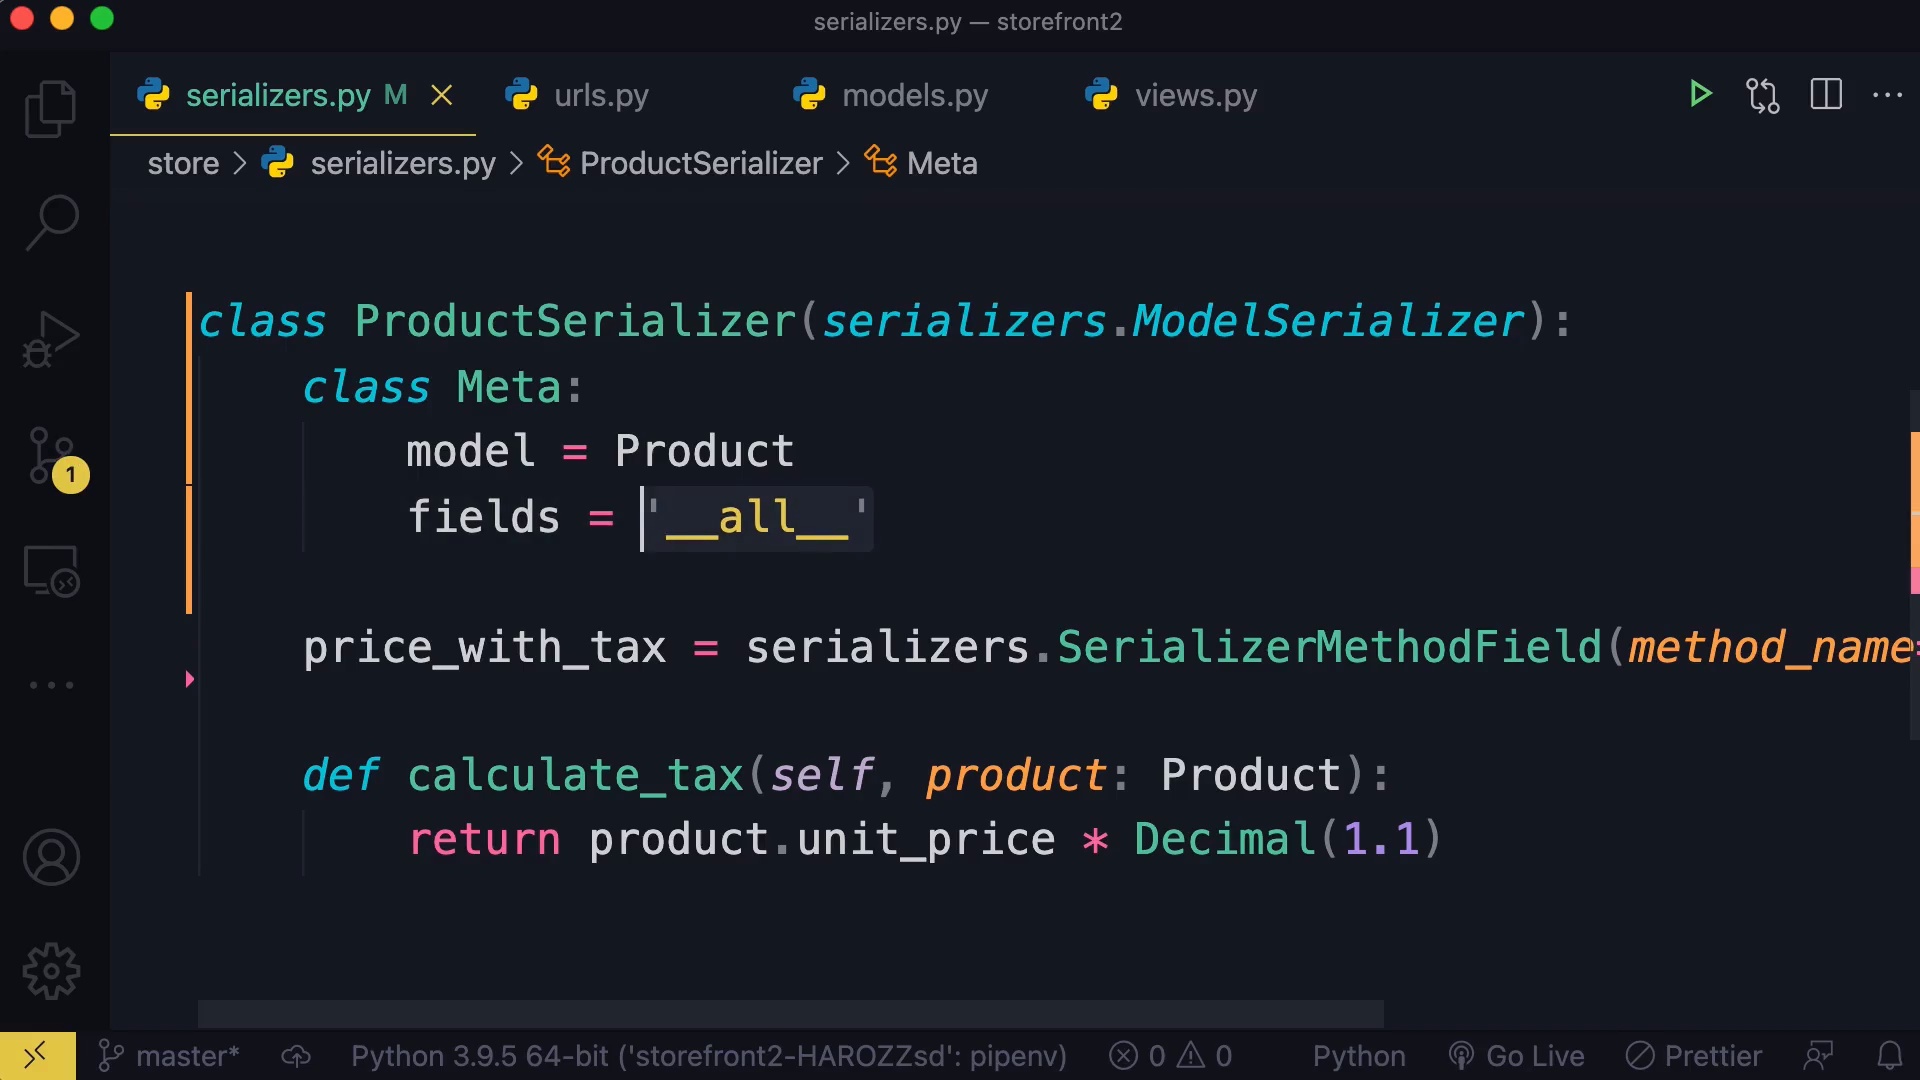 serializers.py — storefront2
serializers.py M urls.py models.py views.py
store > serializers.py > ProductSerializer > Meta
class ProductSerializer(serializers.ModelSerializer):
class Meta:
model = Product
fields = '__all__'
price_with_tax = serializers.SerializerMethodField(method_name=
def calculate_tax(self, product: Product):
return product.unit_price * Decimal(1.1)
1
master* Python 3.9.5 64-bit ('storefront2-HAROZZsd': pipenv) 0 0 Python Go Live Prettier